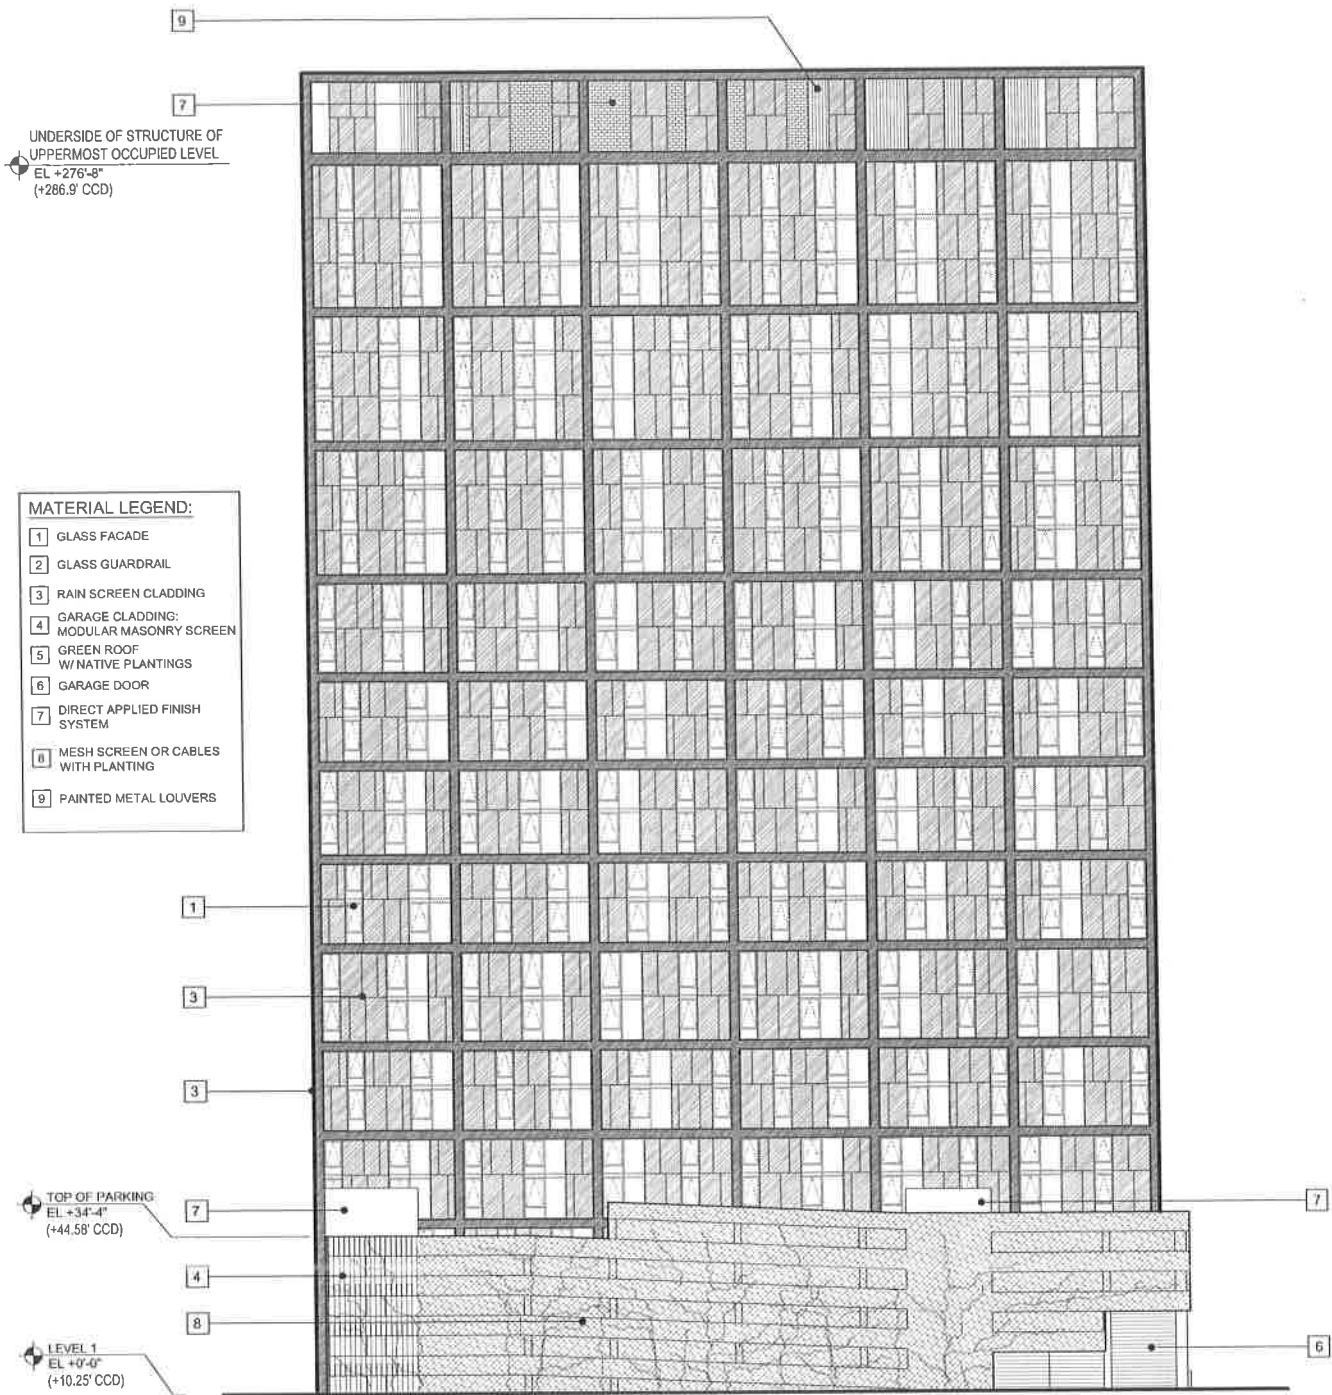 9
7
UNDERSIDE OF STRUCTURE OF
UPPERMOST OCCUPIED LEVEL
EL +276'-8"
(+286.9' CCD)
MATERIAL LEGEND:
1 GLASS FACADE
2 GLASS GUARDRAIL
3 RAIN SCREEN CLADDING
4 GARAGE CLADDING:
MODULAR MASONRY SCREEN
5 GREEN ROOF
W/ NATIVE PLANTINGS
6 GARAGE DOOR
7 DIRECT APPLIED FINISH
SYSTEM
8 MESH SCREEN OR CABLES
WITH PLANTING
9 PAINTED METAL LOUVERS
1
3
3
TOP OF PARKING
EL +34'-4"
(+44.58' CCD)
7
7
4
8
LEVEL 1
EL +0'-0"
(+10.25' CCD)
6